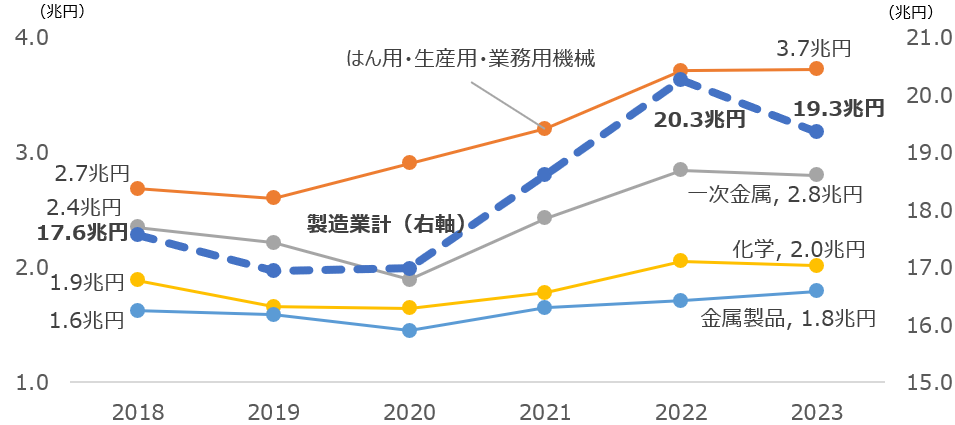 (兆円)
(兆円)
4.0
21.0
3.7兆円
はん用・生産用・業務用機械
20.0
19.3兆円
20.3兆円
3.0
19.0
2.7兆円
一次金属, 2.8兆円
2.4兆円
18.0
製造業計（右軸）
17.6兆円
化学, 2.0兆円
2.0
17.0
1.9兆円
1.6兆円
金属製品, 1.8兆円
16.0
1.0
15.0
2018
2019
2020
2021
2022
2023